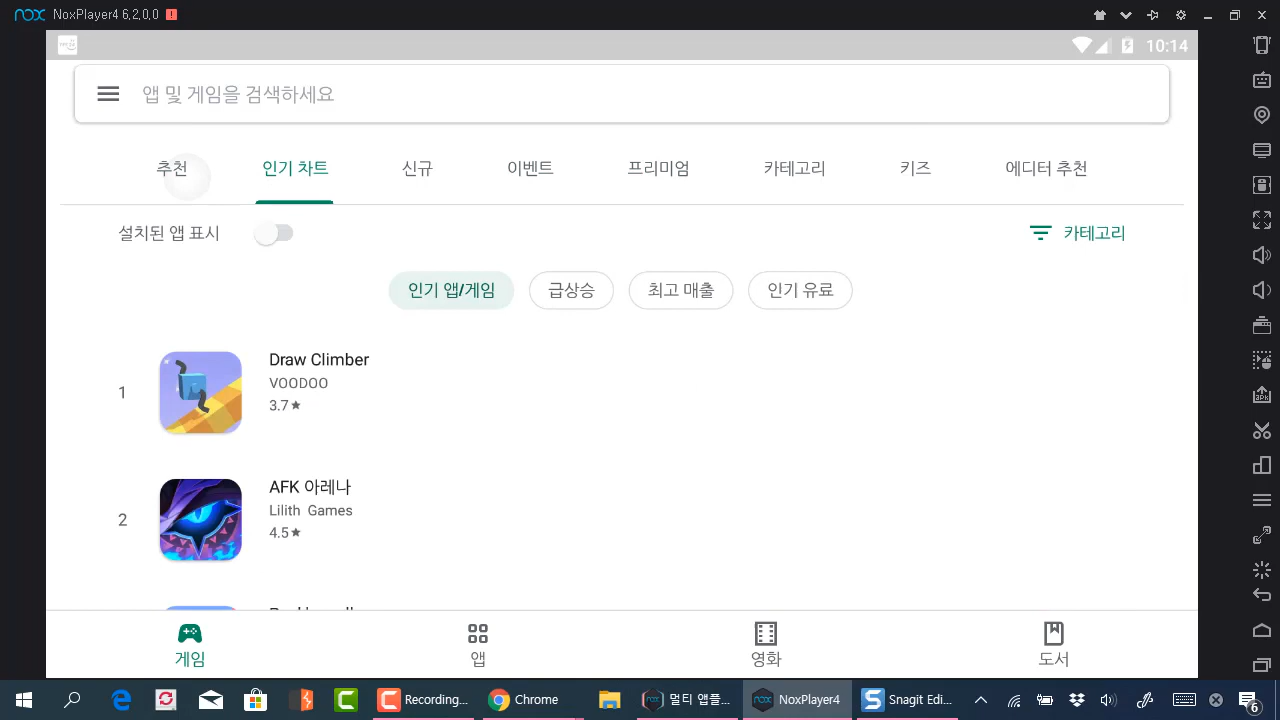 nox NoxPlayer4 6,2,0,0
10:14
앱 및 게임을 검색하세요
추천 인기 차트 신규 이벤트 프리미엄 카테고리 키즈 에디터 추천
설치된 앱 표시 카테고리
인기 앱/게임 급상승 최고 매출 인기 유료
1
Draw Climber
VOODOO
3.7★
2
AFK 아레나
Lilith Games
4.5★
게임 앱 영화 도서
Recording... Chrome 멀티 앱플... NoxPlayer4 Snagit Edi... 6